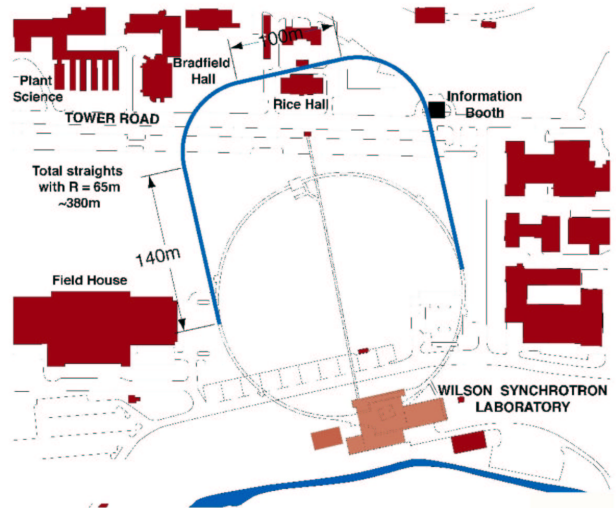 100m
Bradfield
Hall
Plant
Science
Rice Hall
Information
Booth
TOWER ROAD
Total straights
with R = 65m
~380m
140m
Field House
WILSON SYNCHROTRON
LABORATORY